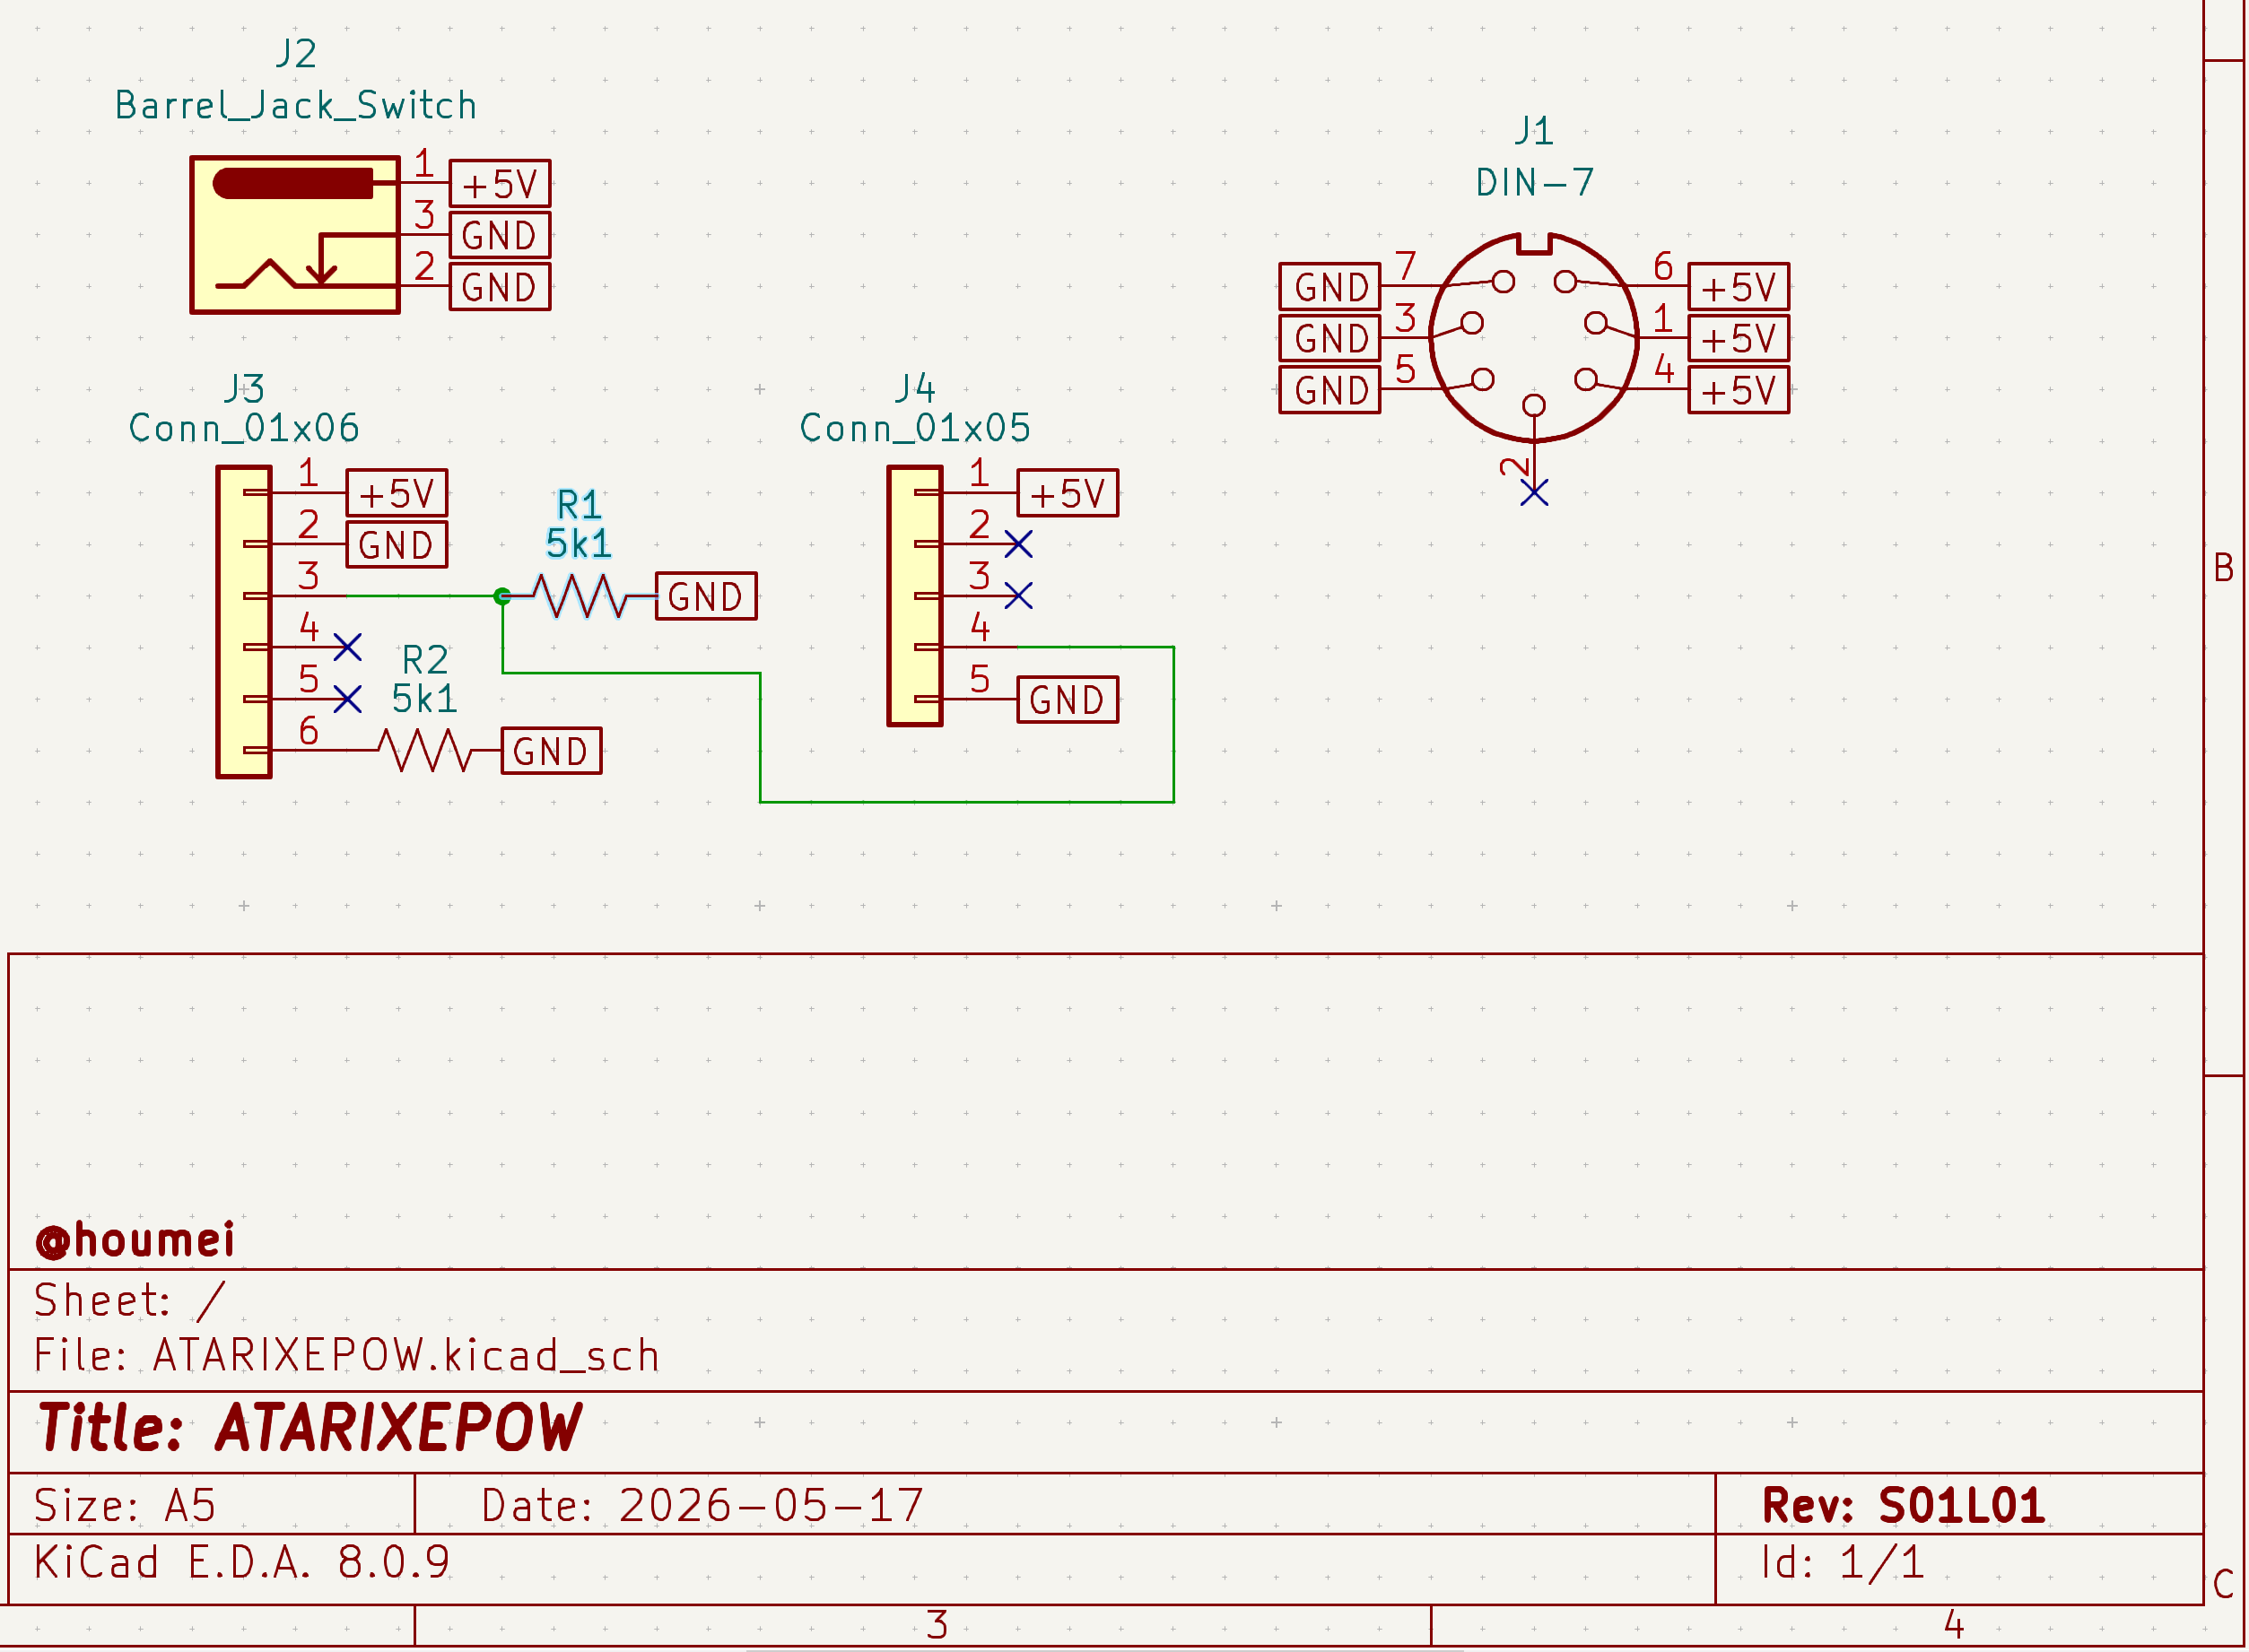 J2
Barrel_Jack_Switch
1 +5V
3 GND
2 GND
J1
DIN-7
GND 7 6 +5V
GND 3 1 +5V
GND 5 4 +5V
2
J3
Conn_01x06
1 +5V
2 GND
3
4
5
6
R1
5k1
GND
R2
5k1
GND
J4
Conn_01x05
1 +5V
2
3
4
5 GND
B
@houmei
Sheet: /
File: ATARIXEPOW.kicad_sch
Title: ATARIXEPOW
Size: A5 Date: 2026-05-17 Rev: S01L01
KiCad E.D.A. 8.0.9 Id: 1/1
C
3 4